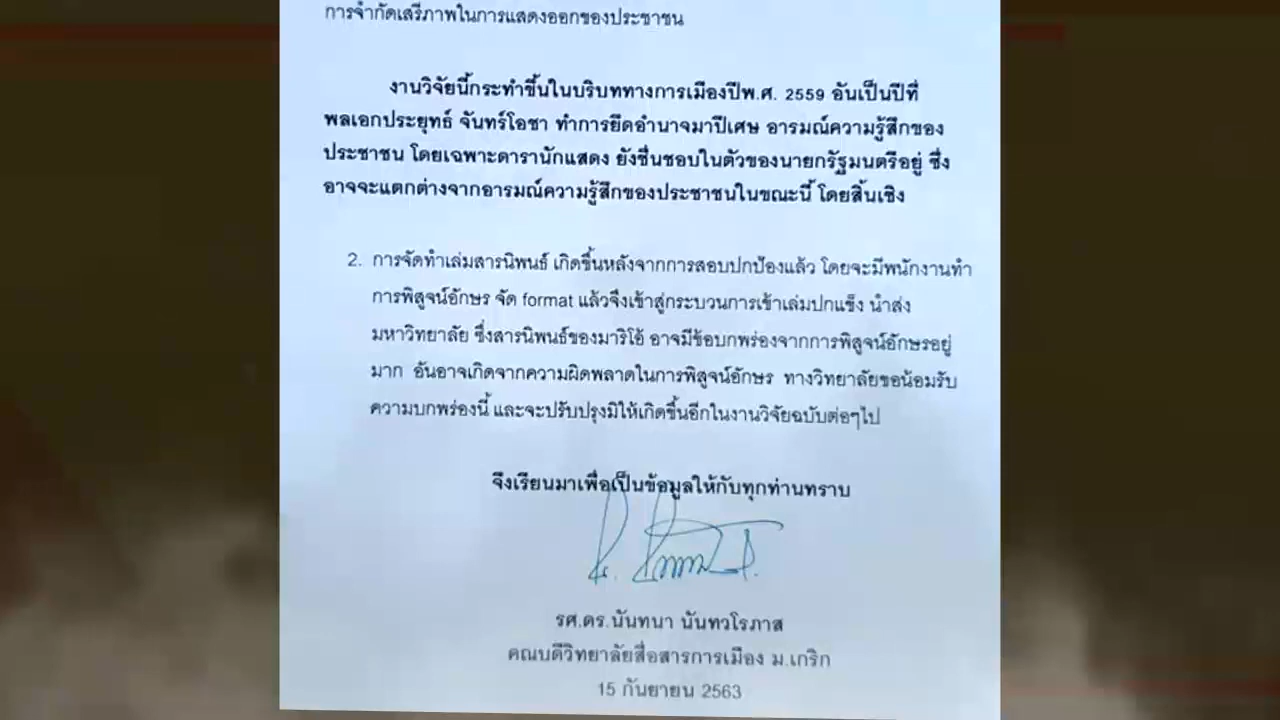 การจำกัดเสรีภาพในการแสดงออกของประชาชน
งานวิจัยนี้กระทำขึ้นในบริบททางการเมืองปีพ.ศ. 2559 อันเป็นปีที่
พลเอกประยุทธ์ จันทร์โอชา ทำการยึดอำนาจมาปีเศษ อารมณ์ความรู้สึกของ
ประชาชน โดยเฉพาะดารานักแสดง ยังชื่นชอบในตัวของนายกรัฐมนตรีอยู่ ซึ่ง
อาจจะแตกต่างจากอารมณ์ความรู้สึกของประชาชนในขณะนี้ โดยสิ้นเชิง
2. การจัดทำเล่มสารนิพนธ์ เกิดขึ้นหลังจากการสอบปกป้องแล้ว โดยจะมีพนักงานทำ
การพิสูจน์อักษร จัด format แล้วจึงเข้าสู่กระบวนการเข้าเล่มปกแข็ง นำส่ง
มหาวิทยาลัย ซึ่งสารนิพนธ์ของมาริโอ้ อาจมีข้อบกพร่องจากการพิสูจน์อักษรอยู่
มาก อันอาจเกิดจากความผิดพลาดในการพิสูจน์อักษร ทางวิทยาลัยขอน้อมรับ
ความบกพร่องนี้ และจะปรับปรุงมิให้เกิดขึ้นอีกในงานวิจัยฉบับต่อๆไป
จึงเรียนมาเพื่อเป็นข้อมูลให้กับทุกท่านทราบ
รศ.ดร.นันทนา นันทวโรภาส
คณบดีวิทยาลัยสื่อสารการเมือง ม.เกริก
15 กันยายน 2563